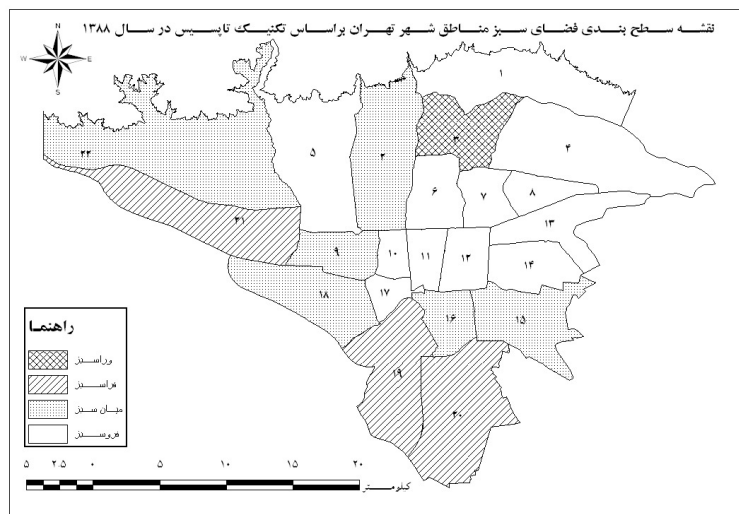 نقشه سطح بندی فضای سبز مناطق شهر تهران براساس تکنیک تاپسیس در سال ۱۳۸۸
N
W E
S
۱
۲
۳
۴
۵
۶
۷
۸
۹
۱۰
۱۱
۱۲
۱۳
۱۴
۱۵
۱۶
۱۷
۱۸
۱۹
۲۰
۲۱
۲۲
راهنما
وراسبز
فراسبز
میان سبز
فروسبز
۵ ۲.۵ ۰ ۵ ۱۰ ۱۵ ۲۰
کیلومتر